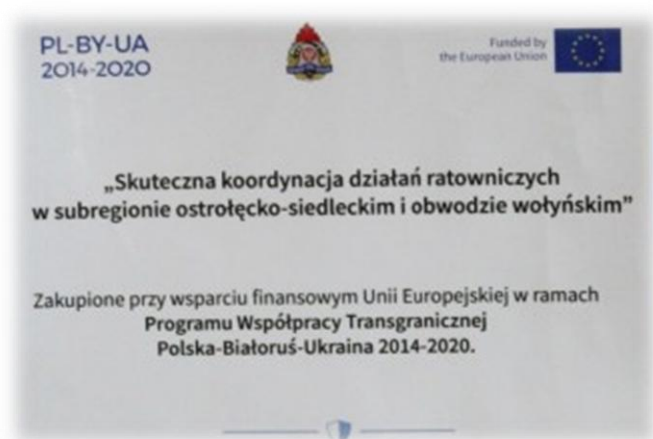 PL-BY-UA
2014-2020
Funded by
the European Union
„Skuteczna koordynacja działań ratowniczych
w subregionie ostrołęcko-siedleckim i obwodzie wołyńskim”
Zakupione przy wsparciu finansowym Unii Europejskiej w ramach
Programu Współpracy Transgranicznej
Polska-Białoruś-Ukraina 2014-2020.